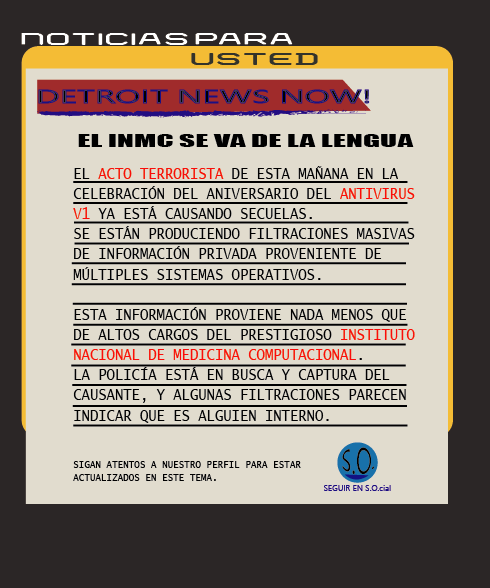 NOTICIAS PARA
USTED
DETROIT NEWS NOW!
EL INMC SE VA DE LA LENGUA
EL ACTO TERRORISTA DE ESTA MAÑANA EN LA
CELEBRACIÓN DEL ANIVERSARIO DEL ANTIVIRUS
V1 YA ESTÁ CAUSANDO SECUELAS.
SE ESTÁN PRODUCIENDO FILTRACIONES MASIVAS
DE INFORMACIÓN PRIVADA PROVENIENTE DE
MÚLTIPLES SISTEMAS OPERATIVOS.
ESTA INFORMACIÓN PROVIENE NADA MENOS QUE
DE ALTOS CARGOS DEL PRESTIGIOSO INSTITUTO
NACIONAL DE MEDICINA COMPUTACIONAL.
LA POLICÍA ESTÁ EN BUSCA Y CAPTURA DEL
CAUSANTE, Y ALGUNAS FILTRACIONES PARECEN
INDICAR QUE ES ALGUIEN INTERNO.
SIGAN ATENTOS A NUESTRO PERFIL PARA ESTAR
ACTUALIZADOS EN ESTE TEMA.
S.O.
SEGUIR EN S.O.cial